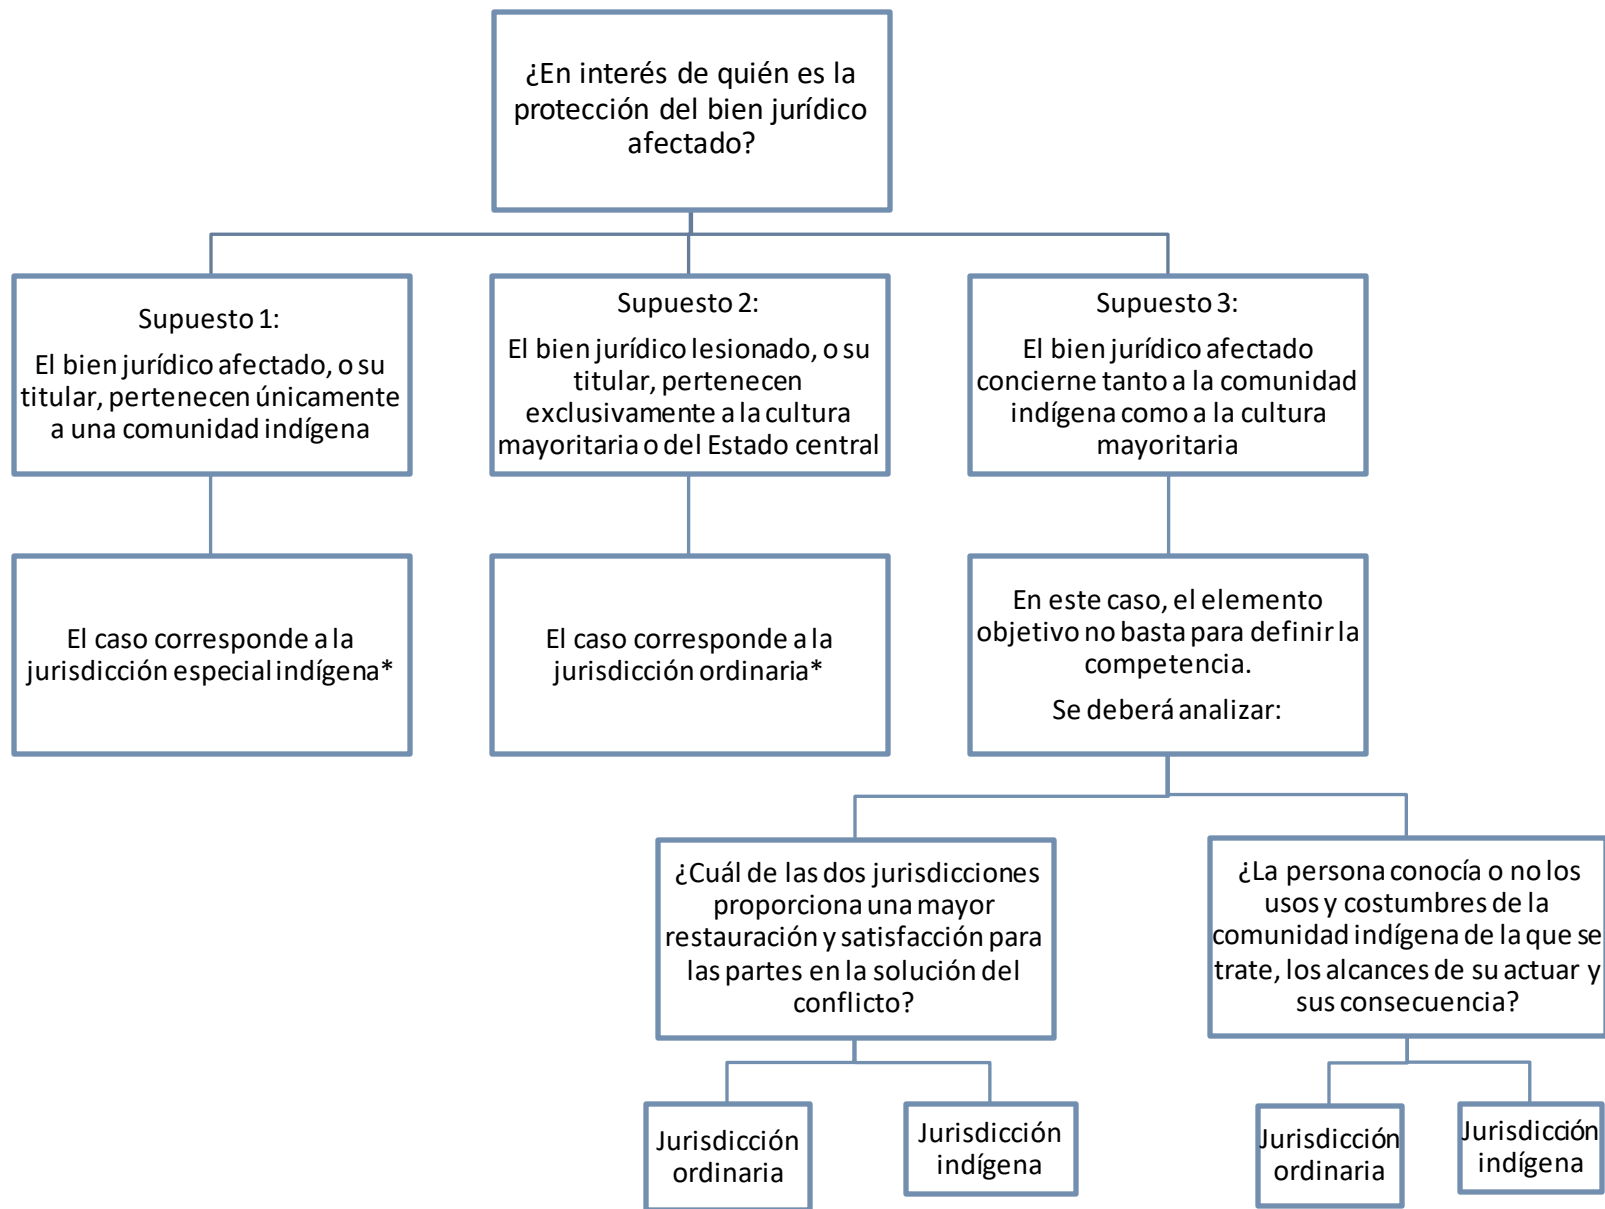 ¿En interés de quién es la
protección del bien jurídico
afectado?
Supuesto 1:
El bien jurídico afectado, o su
titular, pertenecen únicamente
a una comunidad indígena
Supuesto 2:
El bien jurídico lesionado, o su
titular, pertenecen
exclusivamente a la cultura
mayoritaria o del Estado central
Supuesto 3:
El bien jurídico afectado
concierne tanto a la comunidad
indígena como a la cultura
mayoritaria
El caso corresponde a la
jurisdicción especial indígena*
El caso corresponde a la
jurisdicción ordinaria*
En este caso, el elemento
objetivo no basta para definir la
competencia.
Se deberá analizar:
¿Cuál de las dos jurisdicciones
proporciona una mayor
restauración y satisfacción para
las partes en la solución del
conflicto?
¿La persona conocía o no los
usos y costumbres de la
comunidad indígena de la que se
trate, los alcances de su actuar y
sus consecuencia?
Jurisdicción
ordinaria
Jurisdicción
indígena
Jurisdicción
ordinaria
Jurisdicción
indígena